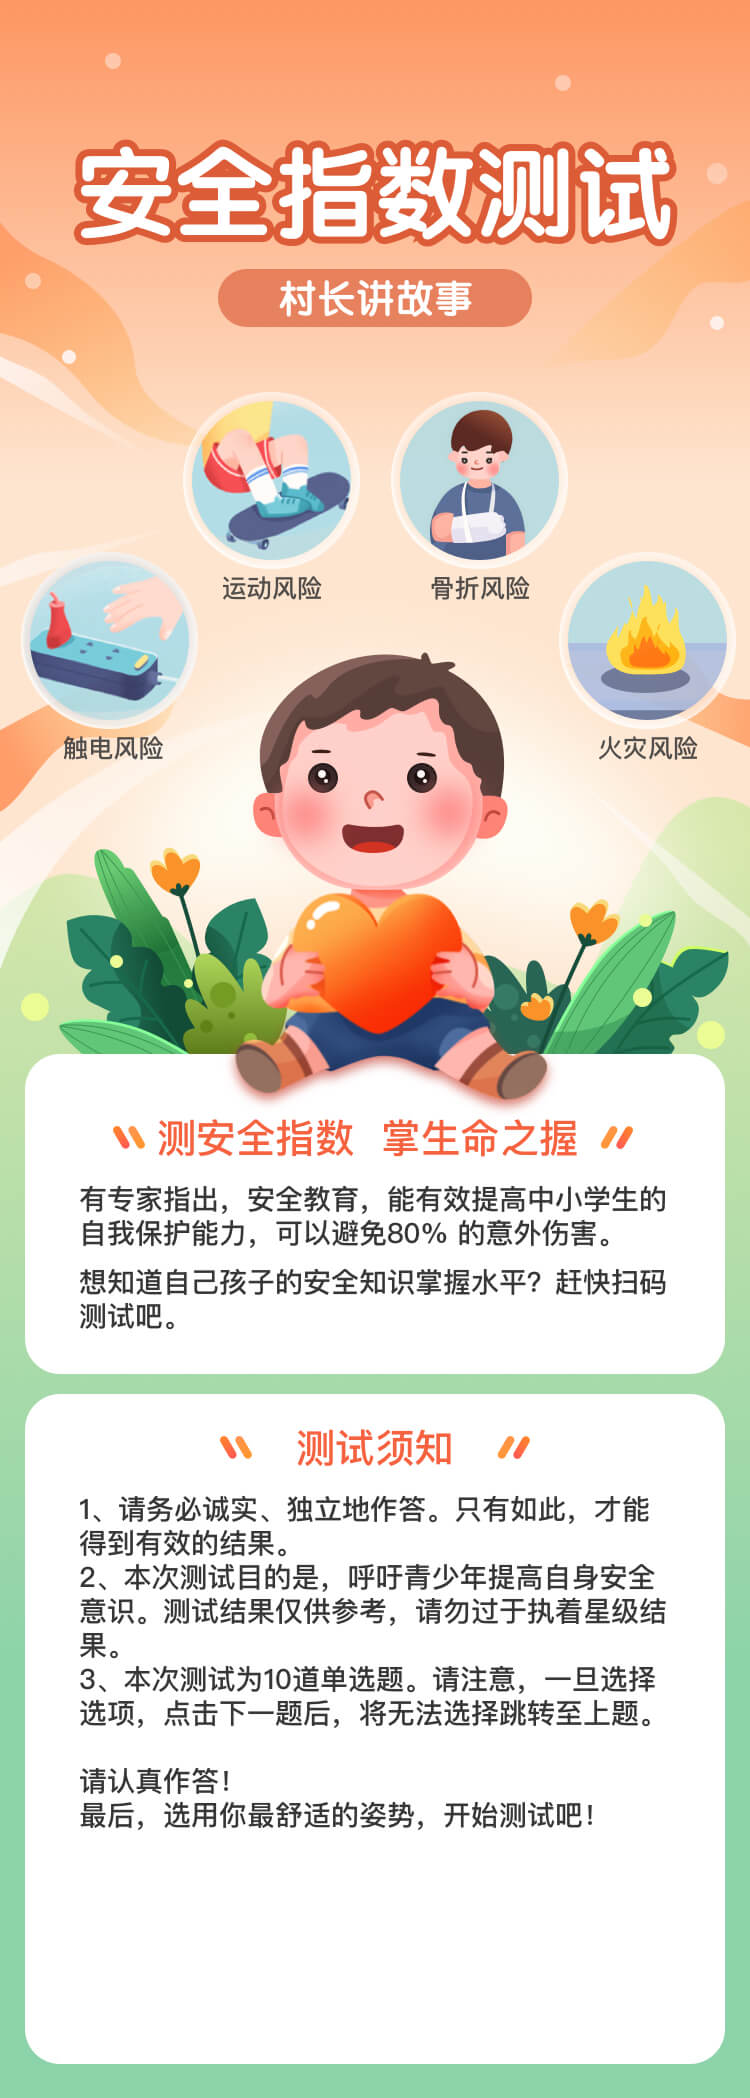 安全指数测试
村长讲故事
运动风险
骨折风险
触电风险
火灾风险
测安全指数 掌生命之握
有专家指出，安全教育，能有效提高中小学生的
自我保护能力，可以避免80% 的意外伤害。
想知道自己孩子的安全知识掌握水平？赶快扫码
测试吧。
测试须知
1、请务必诚实、独立地作答。只有如此，才能
得到有效的结果。
2、本次测试目的是，呼吁青少年提高自身安全
意识。测试结果仅供参考，请勿过于执着星级结
果。
3、本次测试为10道单选题。请注意，一旦选择
选项，点击下一题后，将无法选择跳转至上题。
请认真作答！
最后，选用你最舒适的姿势，开始测试吧！